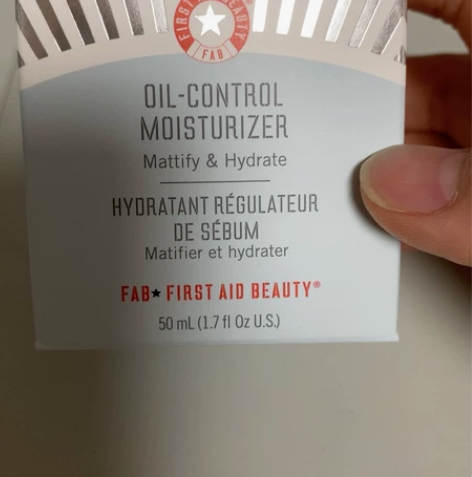 FIRST
BEAUTY
FAB
OIL-CONTROL
MOISTURIZER
Mattify & Hydrate
HYDRATANT RÉGULATEUR
DE SÉBUM
Matifier et hydrater
FAB★FIRST AID BEAUTY®
50 mL (1.7 fl Oz U.S.)